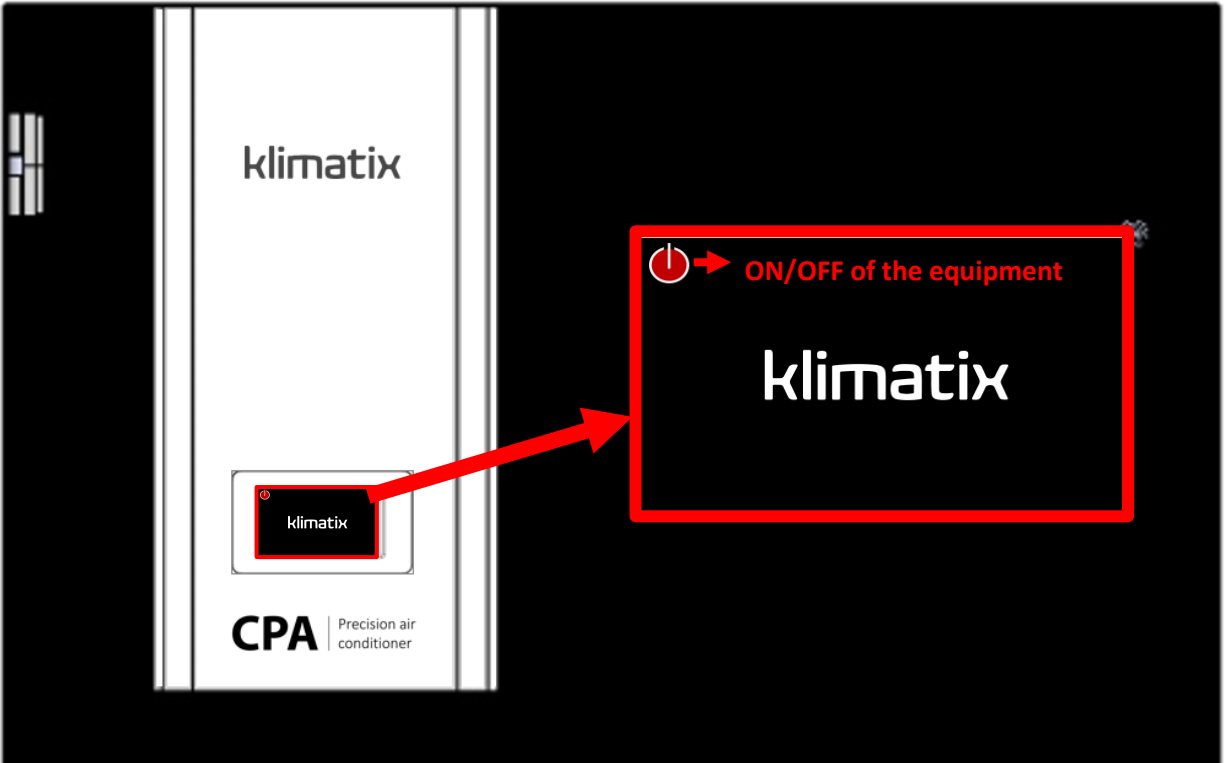 klimatix
ON/OFF of the equipment
klimatix
klimatix
CPA
Precision air
conditioner